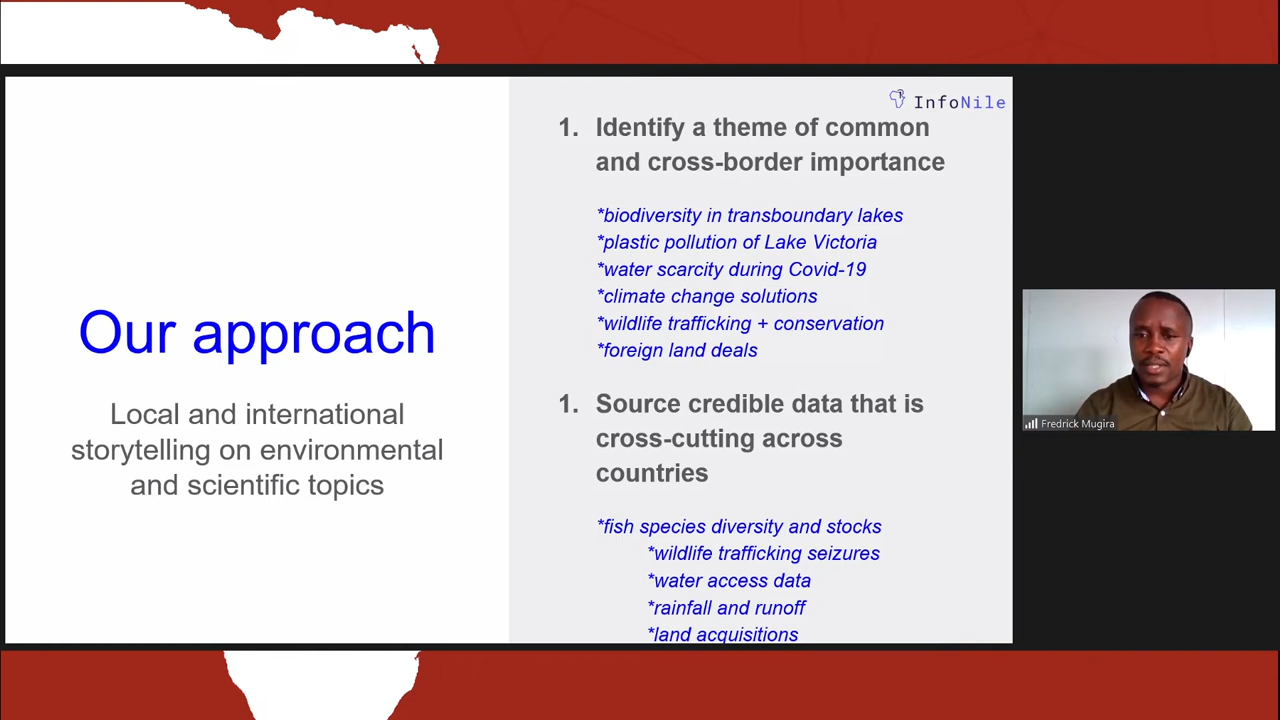 Our approach
Local and international
storytelling on environmental
and scientific topics
InfoNile
1. Identify a theme of common
and cross-border importance
*biodiversity in transboundary lakes
*plastic pollution of Lake Victoria
*water scarcity during Covid-19
*climate change solutions
*wildlife trafficking + conservation
*foreign land deals
1. Source credible data that is
cross-cutting across
countries
*fish species diversity and stocks
*wildlife trafficking seizures
*water access data
*rainfall and runoff
*land acquisitions
Fredrick Mugira